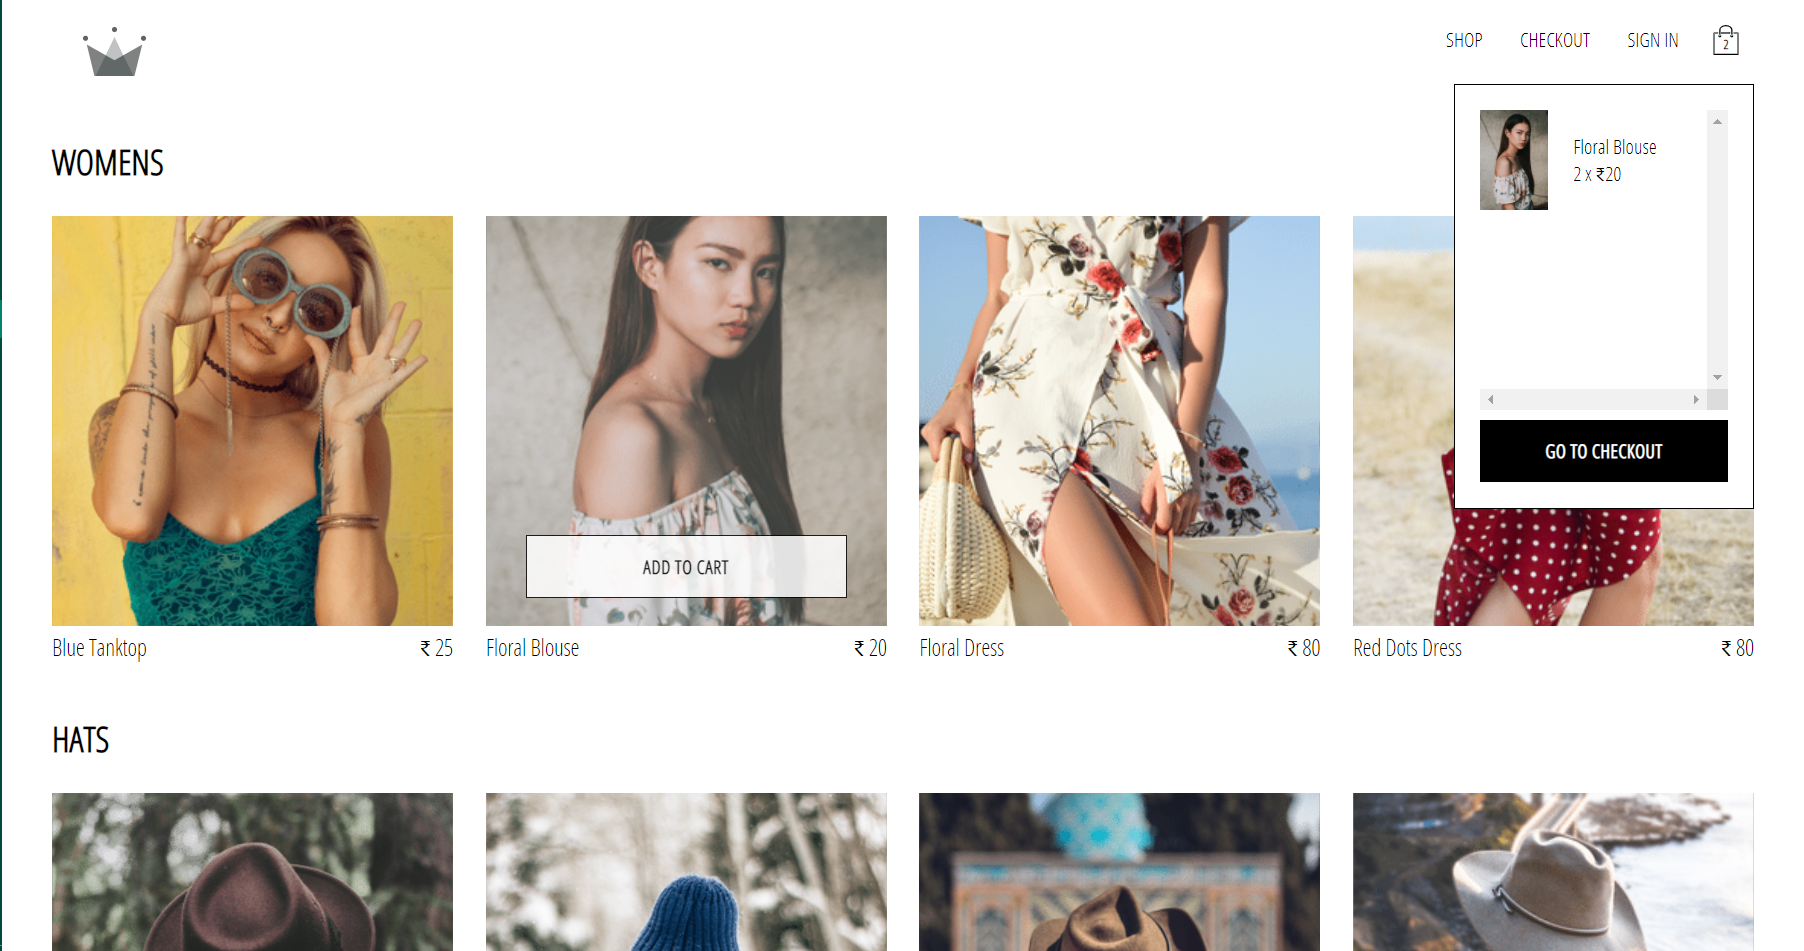 SHOP CHECKOUT SIGN IN 2
Floral Blouse
2 x ₹20
GO TO CHECKOUT
WOMENS
ADD TO CART
Blue Tanktop ₹ 25
Floral Blouse ₹ 20
Floral Dress ₹ 80
Red Dots Dress ₹ 80
HATS